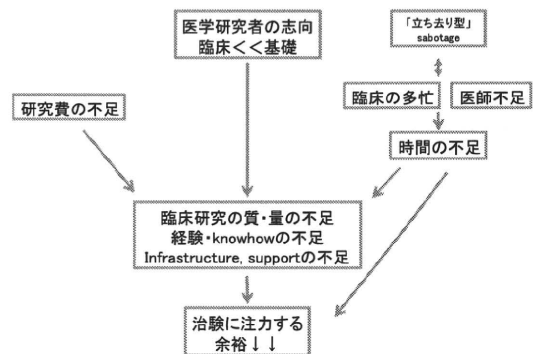 医学研究者の志向
臨床<<基礎
「立ち去り型」
sabotage
研究費の不足
臨床の多忙
医師不足
時間の不足
臨床研究の質・量の不足
経験・knowhowの不足
Infrastructure, supportの不足
治験に注力する
余裕↓↓